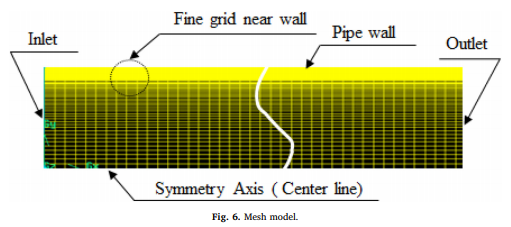 Fine grid near wall
Pipe wall
Inlet
Outlet
Symmetry Axis ( Center line)
Fig. 6. Mesh model.